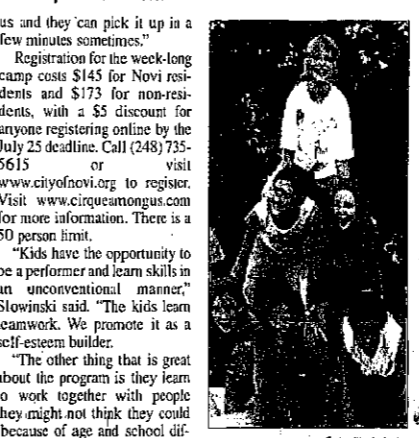 us and they can pick it up in a
few minutes sometimes."
Registration for the week-long
camp costs $145 for Novi resi-
dents and $173 for non-resi-
dents, with a $5 discount for
anyone registering online by the
July 25 deadline. Call (248) 735-
5615 or visit
www.cityofnovi.org to register.
Visit www.cirqueamongus.com
for more information. There is a
50 person limit.
"Kids have the opportunity to
be a performer and learn skills in
an unconventional manner,"
Slowinski said. "The kids learn
teamwork. We promote it as a
self-esteem builder.
"The other thing that is great
about the program is they learn
to work together with people
they might not think they could
because of age and school dif-